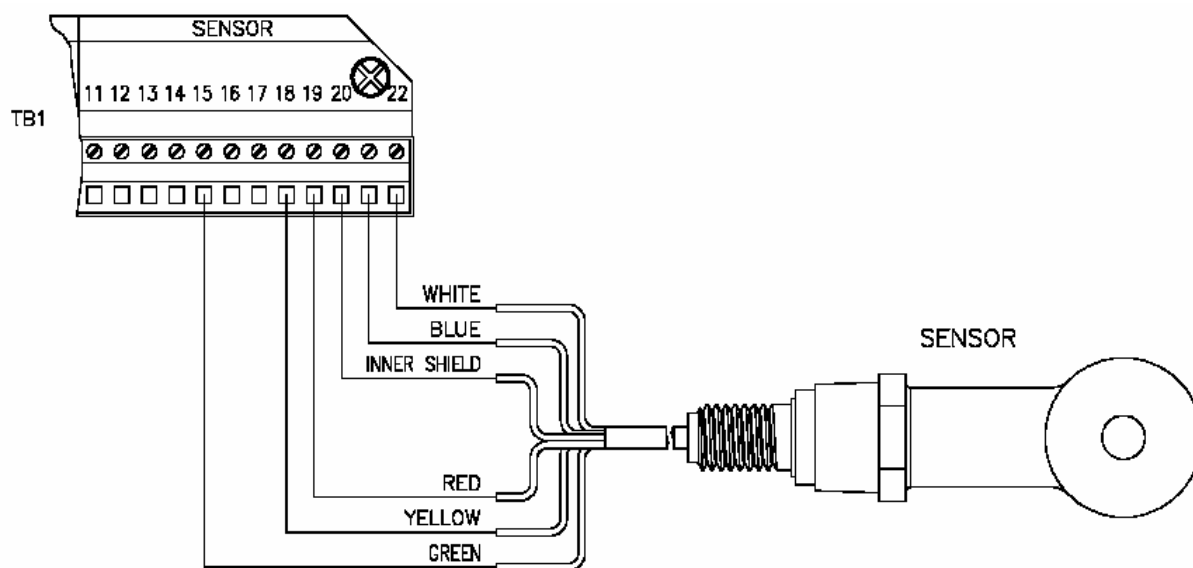 SENSOR
11 12 13 14 15 16 17 18 19 20 22
TB1
WHITE
BLUE
SENSOR
INNER SHIELD
RED
YELLOW
GREEN